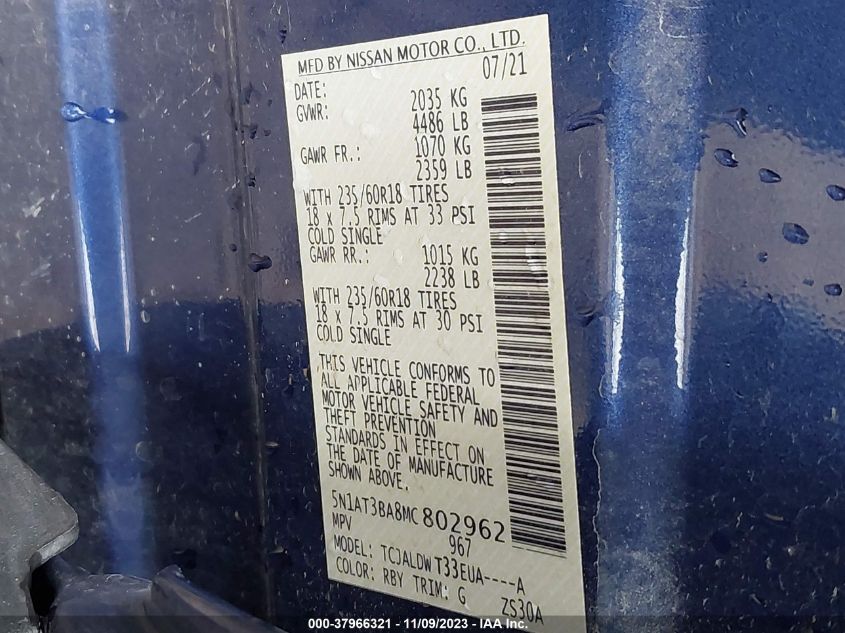 MFD BY NISSAN MOTOR CO., LTD.
DATE: 07/21
GVWR: 2035 KG
4486 LB
GAWR FR.: 1070 KG
2359 LB
WITH 235/60R18 TIRES
18 x 7.5 RIMS AT 33 PSI
COLD SINGLE
GAWR RR.: 1015 KG
2238 LB
WITH 235/60R18 TIRES
18 x 7.5 RIMS AT 30 PSI
COLD SINGLE
THIS VEHICLE CONFORMS TO
ALL APPLICABLE FEDERAL
MOTOR VEHICLE SAFETY AND
THEFT PREVENTION
STANDARDS IN EFFECT ON
THE DATE OF MANUFACTURE
SHOWN ABOVE.
5N1AT3BA8MC802962
MPV 967
MODEL: TCJALDWT33EUA----A
COLOR: RBY TRIM: G ZS30A
000-37966321 - 11/09/2023 - IAA Inc.